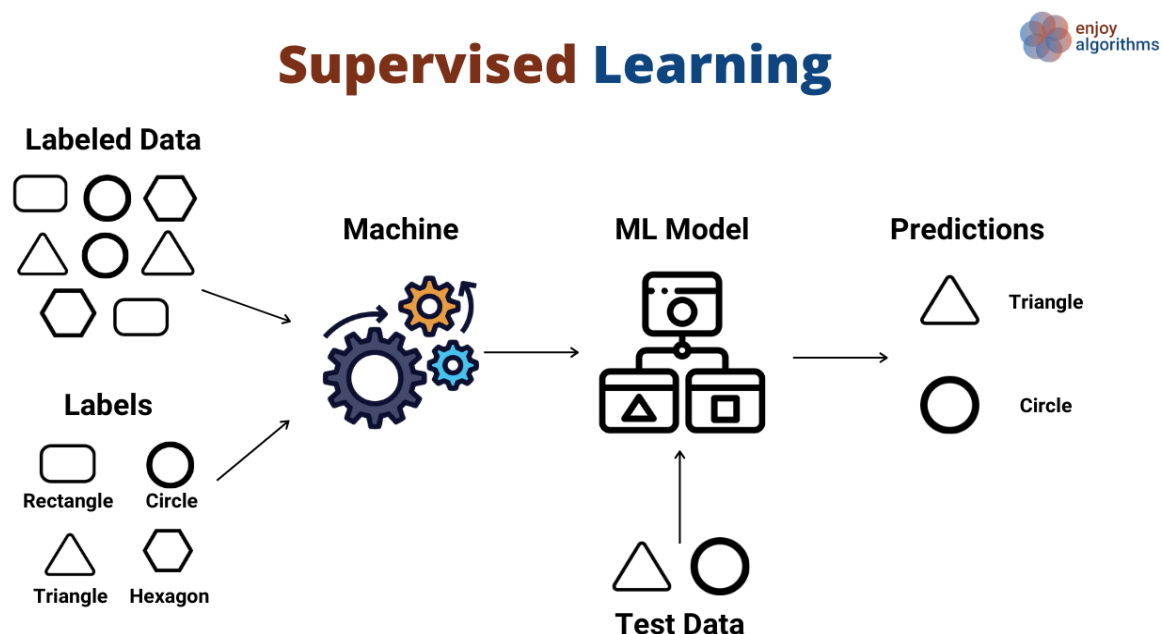 enjoy
algorithms
Supervised Learning
Labeled Data
Machine
ML Model
Predictions
Triangle
Circle
Labels
Rectangle Circle
Triangle Hexagon
Test Data